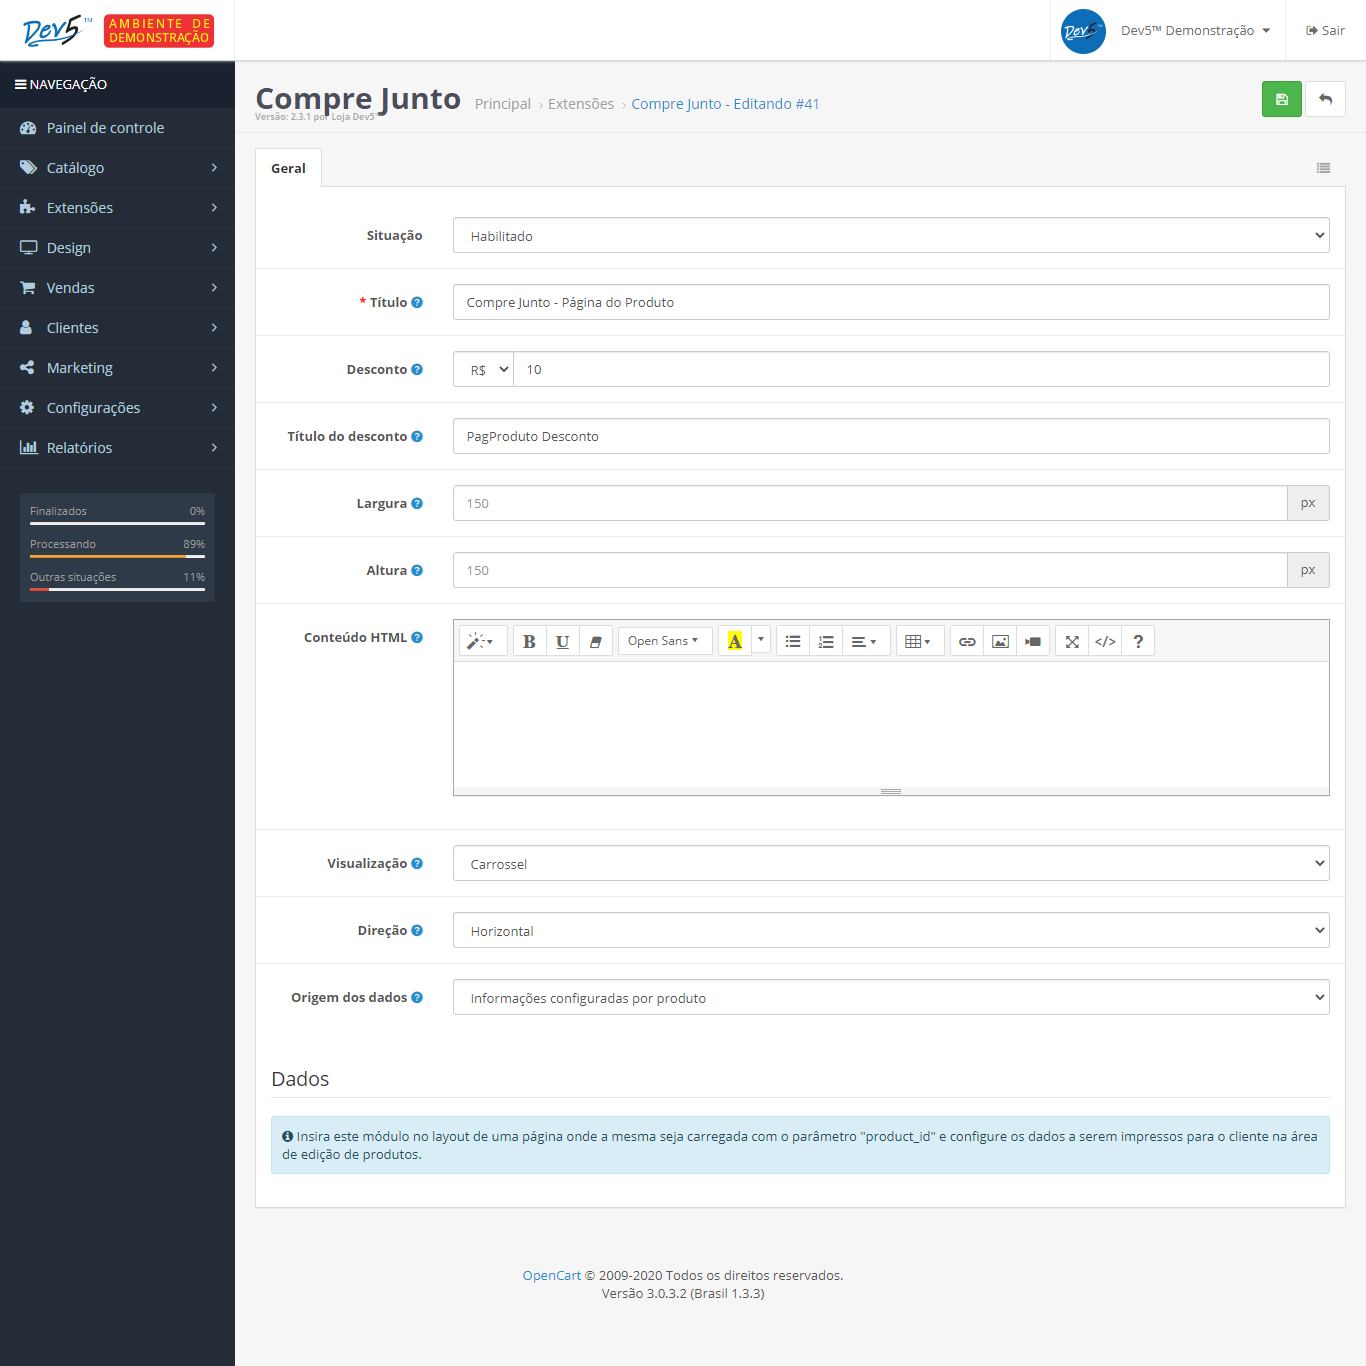 Dev5™
AMBIENTE DE
DEMONSTRAÇÃO
Dev5™
Dev5™ Demonstração
Sair
NAVEGAÇÃO
Painel de controle
Catálogo
Extensões
Design
Vendas
Clientes
Marketing
Configurações
Relatórios
Finalizados 0%
Processando 89%
Outras situações 11%
Compre Junto
Principal › Extensões › Compre Junto - Editando #41
Versão: 2.3.1 por Loja Dev5™
Geral
Situação Habilitado
* Título Compre Junto - Página do Produto
Desconto R$ 10
Título do desconto PagProduto Desconto
Largura 150 px
Altura 150 px
Conteúdo HTML B U Open Sans A </> ?
Visualização Carrossel
Direção Horizontal
Origem dos dados Informações configuradas por produto
Dados
Insira este módulo no layout de uma página onde a mesma seja carregada com o parâmetro "product_id" e configure os dados a serem impressos para o cliente na área
de edição de produtos.
OpenCart © 2009-2020 Todos os direitos reservados.
Versão 3.0.3.2 (Brasil 1.3.3)